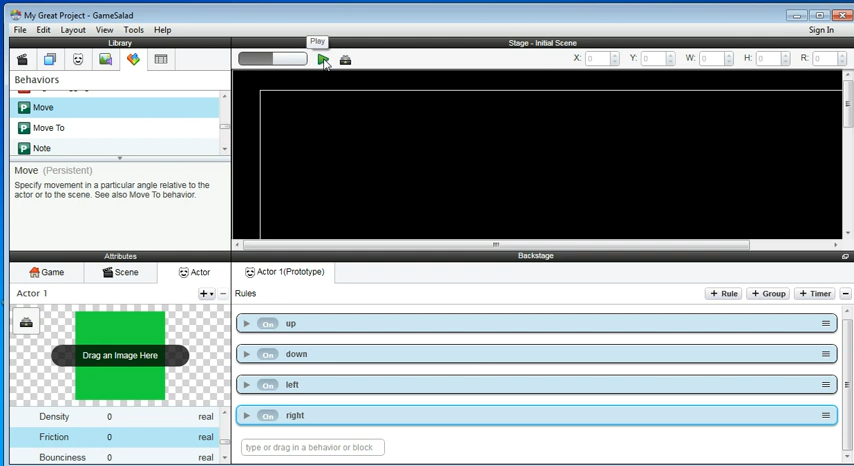 My Great Project - GameSalad
File Edit Layout View Tools Help Sign In
Library Stage - Initial Scene
Play
X: 0 Y: 0 W: 0 H: 0 R: 0
Behaviors
P Move
P Move To
P Note
Move (Persistent)
Specify movement in a particular angle relative to the
actor or to the scene. See also Move To behavior.
Attributes Backstage
Game Scene Actor Actor 1(Prototype)
Actor 1 Rules + Rule + Group + Timer
On up
Drag an Image Here
On down
On left
On right
Density 0 real
Friction 0 real
Bounciness 0 real
type or drag in a behavior or block